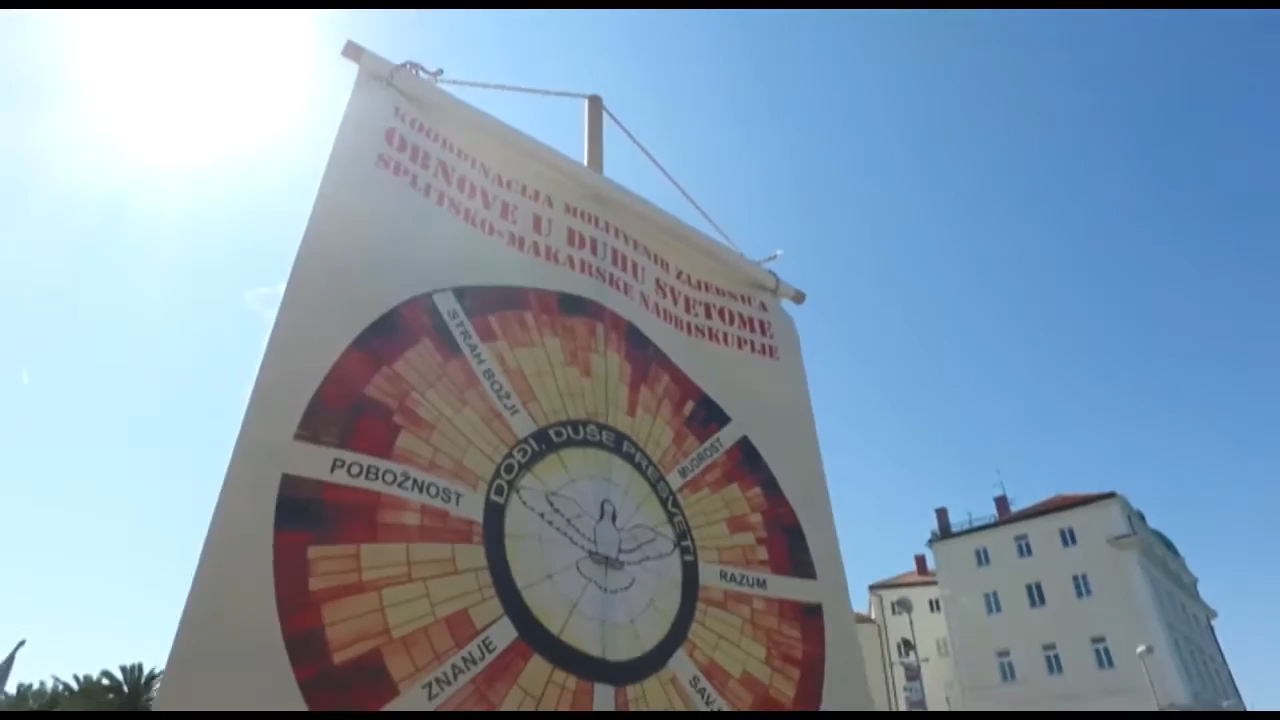 KOORDINACIJA MOLITVENIH ZAJEDNICA
OBNOVE U DUHU SVETOME
SPLITSKO-MAKARSKE NADBISKUPIJE
STRAH BOŽJI
MUDROST
DOĐI, DUŠE PRESVETI
POBOŽNOST
RAZUM
ZNANJE